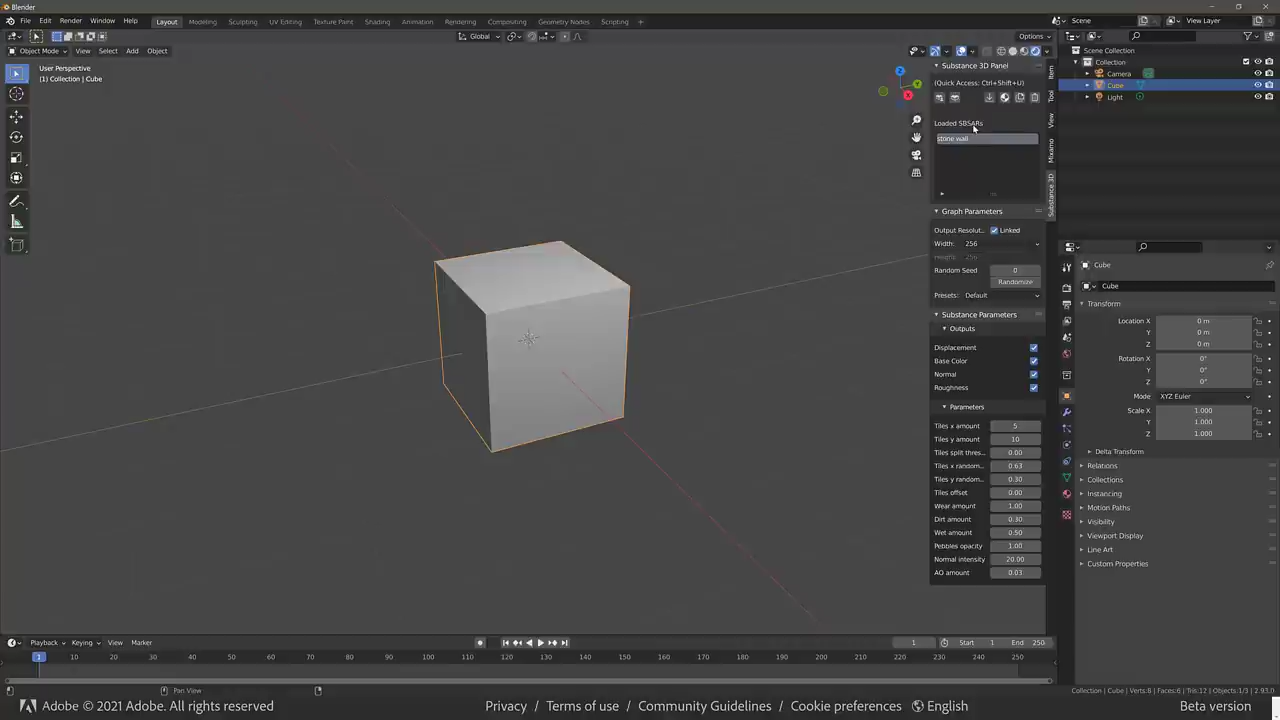 Blender
File Edit Render Window Help Layout Modeling Sculpting UV Editing Texture Paint Shading Animation Rendering Compositing Geometry Nodes Scripting + Scene View Layer
Global Options
Object Mode View Select Add Object
User Perspective
(1) Collection | Cube
Substance 3D Panel
(Quick Access: Ctrl+Shift+U)
Loaded SBSARs
stone wall
Graph Parameters
Output Resolut... Linked
Width: 256
Height: 256
Random Seed 0
Randomize
Presets: Default
Substance Parameters
Outputs
Displacement
Base Color
Normal
Roughness
Parameters
Tiles x amount 5
Tiles y amount 10
Tiles split thres... 0.00
Tiles x random... 0.63
Tiles y random... 0.30
Tiles offset 0.00
Wear amount 1.00
Dirt amount 0.30
Wet amount 0.50
Pebbles opacity 1.00
Normal intensity 20.00
AO amount 0.03
Item
Tool
View
Mixamo
Substance 3D
X
Y
Z
Scene Collection
Collection
Camera
Cube
Light
Cube
Cube
Transform
Location X 0 m
Y 0 m
Z 0 m
Rotation X 0°
Y 0°
Z 0°
Mode XYZ Euler
Scale X 1.000
Y 1.000
Z 1.000
Delta Transform
Relations
Collections
Instancing
Motion Paths
Visibility
Viewport Display
Line Art
Custom Properties
Playback Keying View Marker 1 Start 1 End 250
1 10 20 30 40 50 60 70 80 90 100 110 120 130 140 150 160 170 180 190 200 210 220 230 240 250
Pan View
Collection | Cube | Verts:8 | Faces:6 | Tris:12 | Objects:1/3 | 2.93.0
Adobe © 2021 Adobe. All rights reserved Privacy / Terms of use / Community Guidelines / Cookie preferences / English Beta version